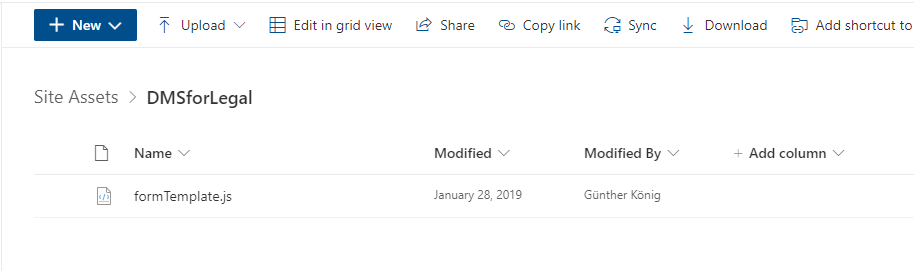 + New Upload Edit in grid view Share Copy link Sync Download Add shortcut to
Site Assets > DMSforLegal
Name Modified Modified By + Add column
formTemplate.js January 28, 2019 Günther König